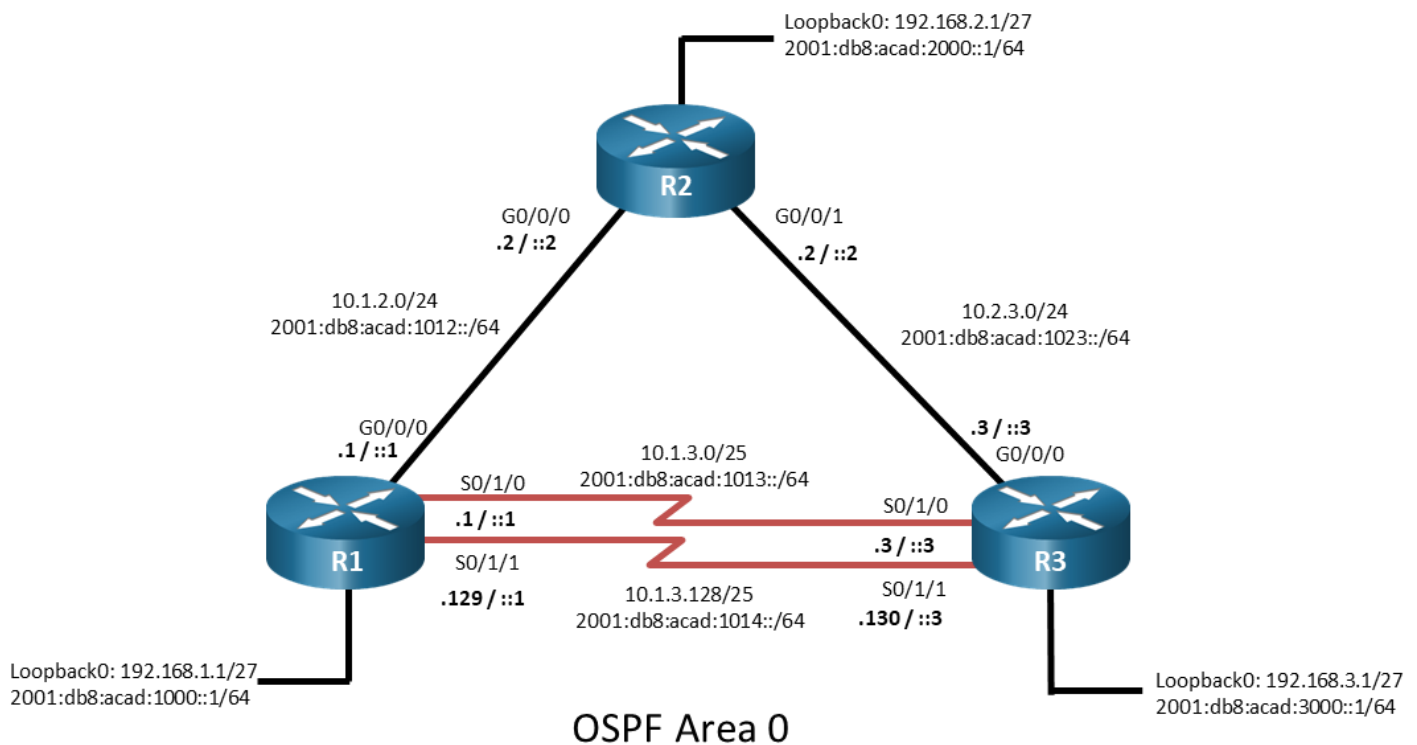 Loopback0: 192.168.2.1/27
2001:db8:acad:2000::1/64
R2
G0/0/0
.2 / ::2
G0/0/1
.2 / ::2
10.1.2.0/24
2001:db8:acad:1012::/64
10.2.3.0/24
2001:db8:acad:1023::/64
G0/0/0
.1 / ::1
.3 / ::3
G0/0/0
10.1.3.0/25
2001:db8:acad:1013::/64
S0/1/0
.1 / ::1
S0/1/0
.3 / ::3
R1
R3
S0/1/1
.129 / ::1
10.1.3.128/25
2001:db8:acad:1014::/64
S0/1/1
.130 / ::3
Loopback0: 192.168.1.1/27
2001:db8:acad:1000::1/64
Loopback0: 192.168.3.1/27
2001:db8:acad:3000::1/64
OSPF Area 0